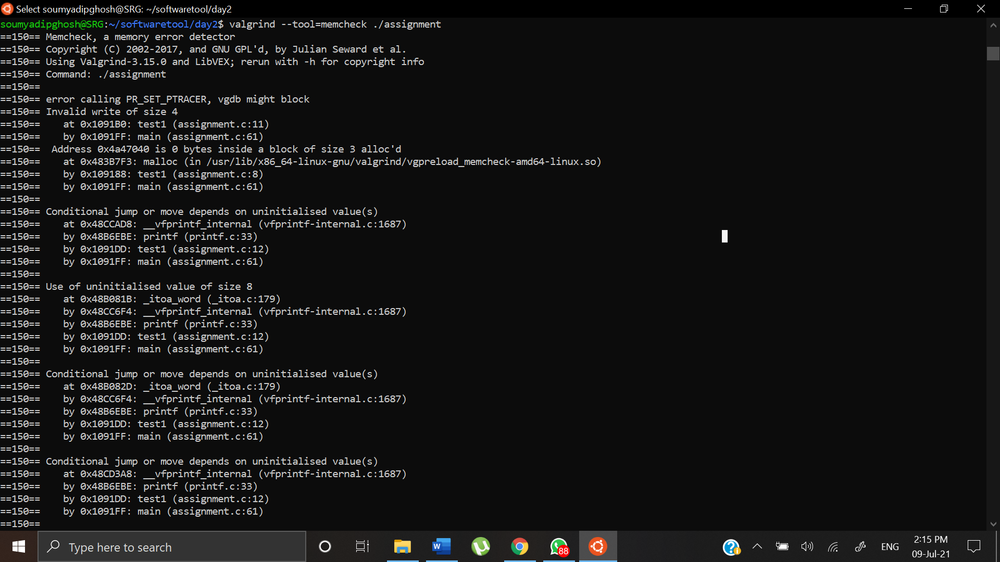 Select soumyadipghosh@SRG: ~/softwaretool/day2
soumyadipghosh@SRG:~/softwaretool/day2$ valgrind --tool=memcheck ./assignment
==150== Memcheck, a memory error detector
==150== Copyright (C) 2002-2017, and GNU GPL'd, by Julian Seward et al.
==150== Using Valgrind-3.15.0 and LibVEX; rerun with -h for copyright info
==150== Command: ./assignment
==150==
==150== error calling PR_SET_PTRACER, vgdb might block
==150== Invalid write of size 4
==150==    at 0x1091B0: test1 (assignment.c:11)
==150==    by 0x1091FF: main (assignment.c:61)
==150==  Address 0x4a47040 is 0 bytes inside a block of size 3 alloc'd
==150==    at 0x483B7F3: malloc (in /usr/lib/x86_64-linux-gnu/valgrind/vgpreload_memcheck-amd64-linux.so)
==150==    by 0x109188: test1 (assignment.c:8)
==150==    by 0x1091FF: main (assignment.c:61)
==150==
==150== Conditional jump or move depends on uninitialised value(s)
==150==    at 0x48CCAD8: __vfprintf_internal (vfprintf-internal.c:1687)
==150==    by 0x48B6EBE: printf (printf.c:33)
==150==    by 0x1091DD: test1 (assignment.c:12)
==150==    by 0x1091FF: main (assignment.c:61)
==150==
==150== Use of uninitialised value of size 8
==150==    at 0x48B081B: _itoa_word (_itoa.c:179)
==150==    by 0x48CC6F4: __vfprintf_internal (vfprintf-internal.c:1687)
==150==    by 0x48B6EBE: printf (printf.c:33)
==150==    by 0x1091DD: test1 (assignment.c:12)
==150==    by 0x1091FF: main (assignment.c:61)
==150==
==150== Conditional jump or move depends on uninitialised value(s)
==150==    at 0x48B082D: _itoa_word (_itoa.c:179)
==150==    by 0x48CC6F4: __vfprintf_internal (vfprintf-internal.c:1687)
==150==    by 0x48B6EBE: printf (printf.c:33)
==150==    by 0x1091DD: test1 (assignment.c:12)
==150==    by 0x1091FF: main (assignment.c:61)
==150==
==150== Conditional jump or move depends on uninitialised value(s)
==150==    at 0x48CD3A8: __vfprintf_internal (vfprintf-internal.c:1687)
==150==    by 0x48B6EBE: printf (printf.c:33)
==150==    by 0x1091DD: test1 (assignment.c:12)
==150==    by 0x1091FF: main (assignment.c:61)
==150==
Type here to search
W
88
ENG
2:15 PM
09-Jul-21